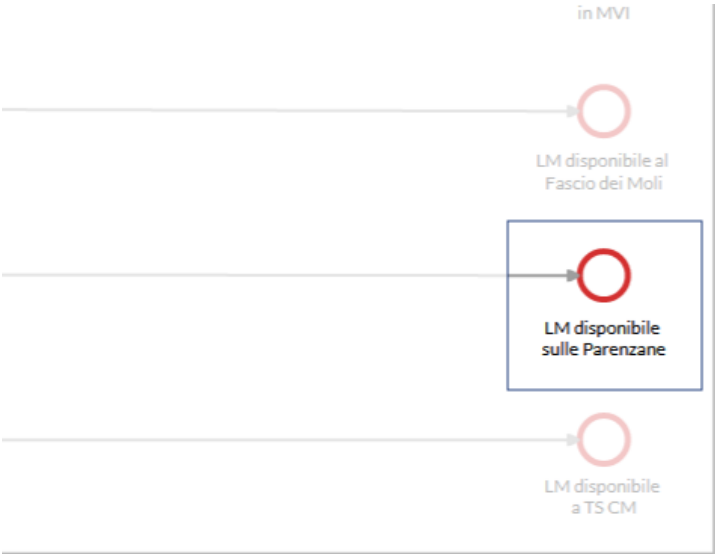 in MVI
LM disponibile al
Fascio dei Moli
LM disponibile
sulle Parenzane
LM disponibile
a TS CM